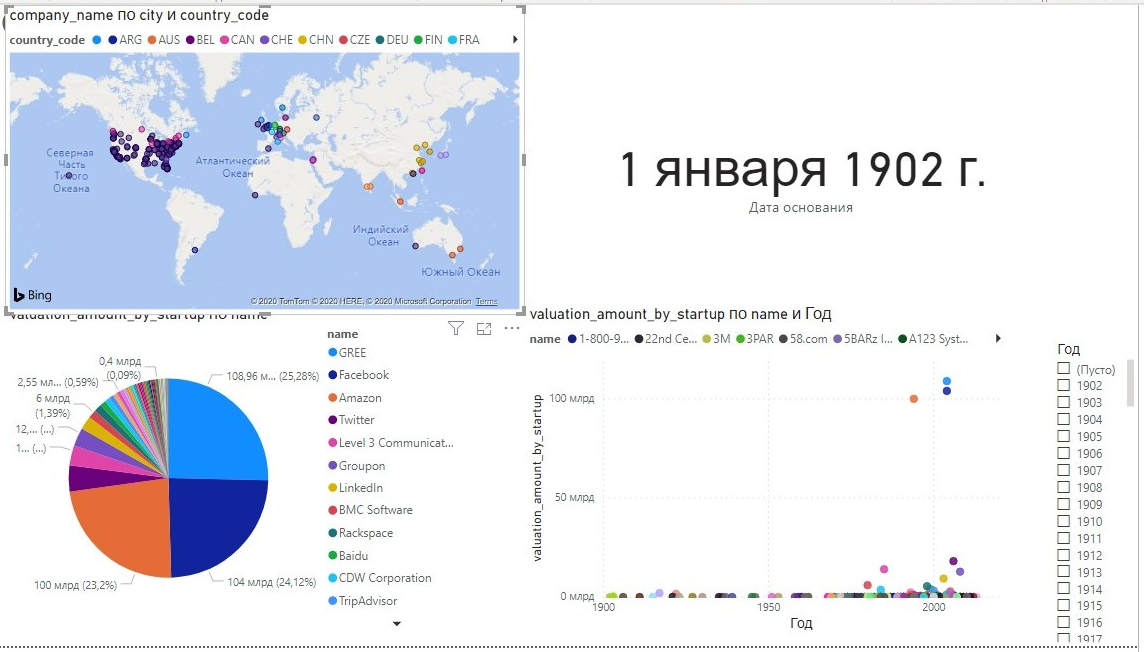 company_name по city и country_code
country_code ARG AUS BEL CAN CHE CHN CZE DEU FIN FRA
Северная
Часть
Тихого
Океана
Атлантический
Океан
Индийский
Океан
Южный Океан
Bing
© 2020 TomTom © 2020 HERE, © 2020 Microsoft Corporation Terms
1 января 1902 г.
Дата основания
valuation_amount_by_startup по name
name
GREE
Facebook
Amazon
Twitter
Level 3 Communicat...
Groupon
LinkedIn
BMC Software
Rackspace
Baidu
CDW Corporation
TripAdvisor
0,4 млрд
(0,09%)
2,55 мл... (0,59%)
6 млрд
(1,39%)
12,... (...)
1... (...)
108,96 м... (25,28%)
100 млрд (23,2%)
104 млрд (24,12%)
valuation_amount_by_startup по name и Год
name 1-800-9... 22nd Ce... 3M 3PAR 58.com 5BARz I... A123 Syst...
valuation_amount_by_startup
100 млрд
50 млрд
0 млрд
1900 1950 2000
Год
Год
(Пусто)
1902
1903
1904
1905
1906
1907
1908
1909
1910
1911
1912
1913
1914
1915
1916
1917